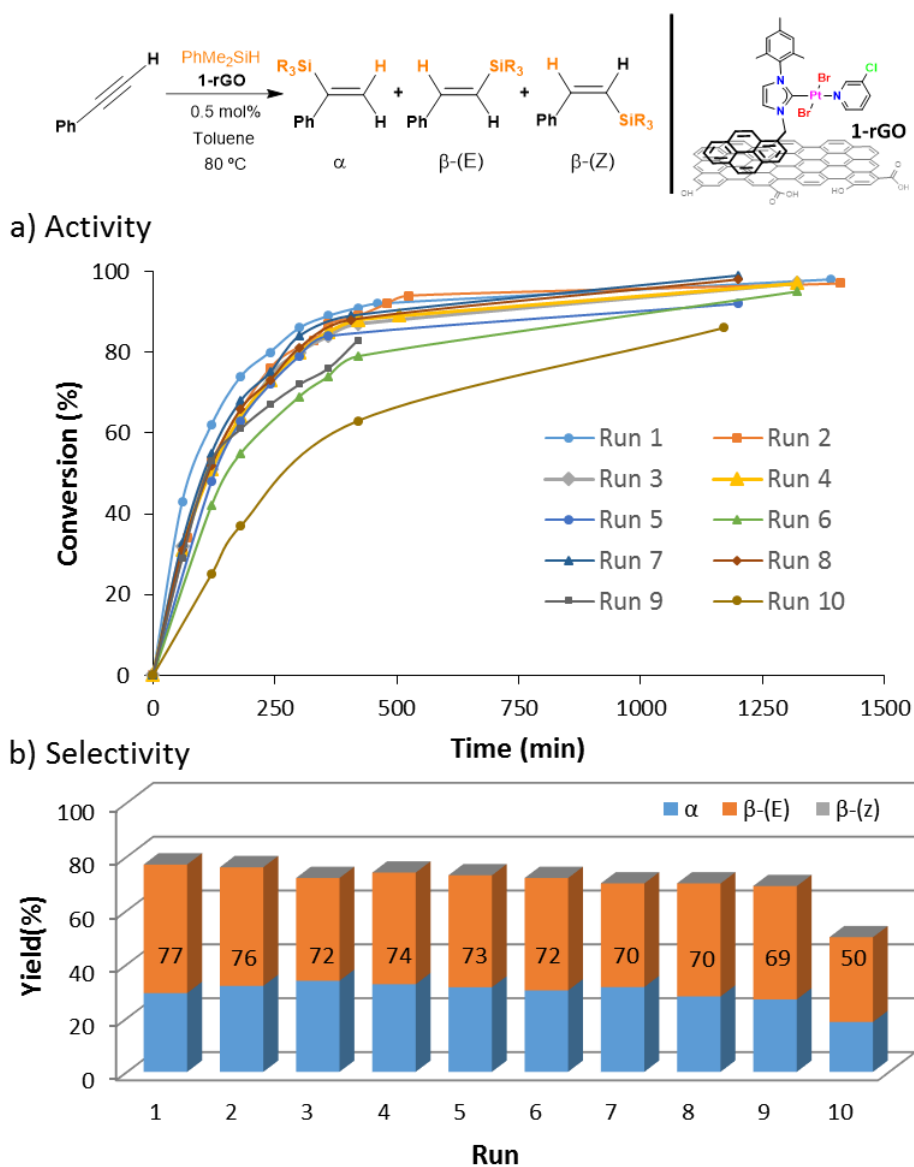 H
Ph
PhMe2SiH
1-rGO
0.5 mol%
Toluene
80 ºC
R3Si H
Ph H
α
+
H SiR3
Ph H
β-(E)
+
H H
Ph SiR3
β-(Z)
N
N
Br
Pt
Br
N
Cl
1-rGO
OH
O
OH
HO
O
OH
a) Activity
Conversion (%)
100
80
60
40
20
0
0 250 500 750 1000 1250 1500
Time (min)
Run 1 Run 2
Run 3 Run 4
Run 5 Run 6
Run 7 Run 8
Run 9 Run 10
b) Selectivity
Yield(%)
100
80
60
40
20
0
α β-(E) β-(z)
77 76 72 74 73 72 70 70 69 50
1 2 3 4 5 6 7 8 9 10
Run